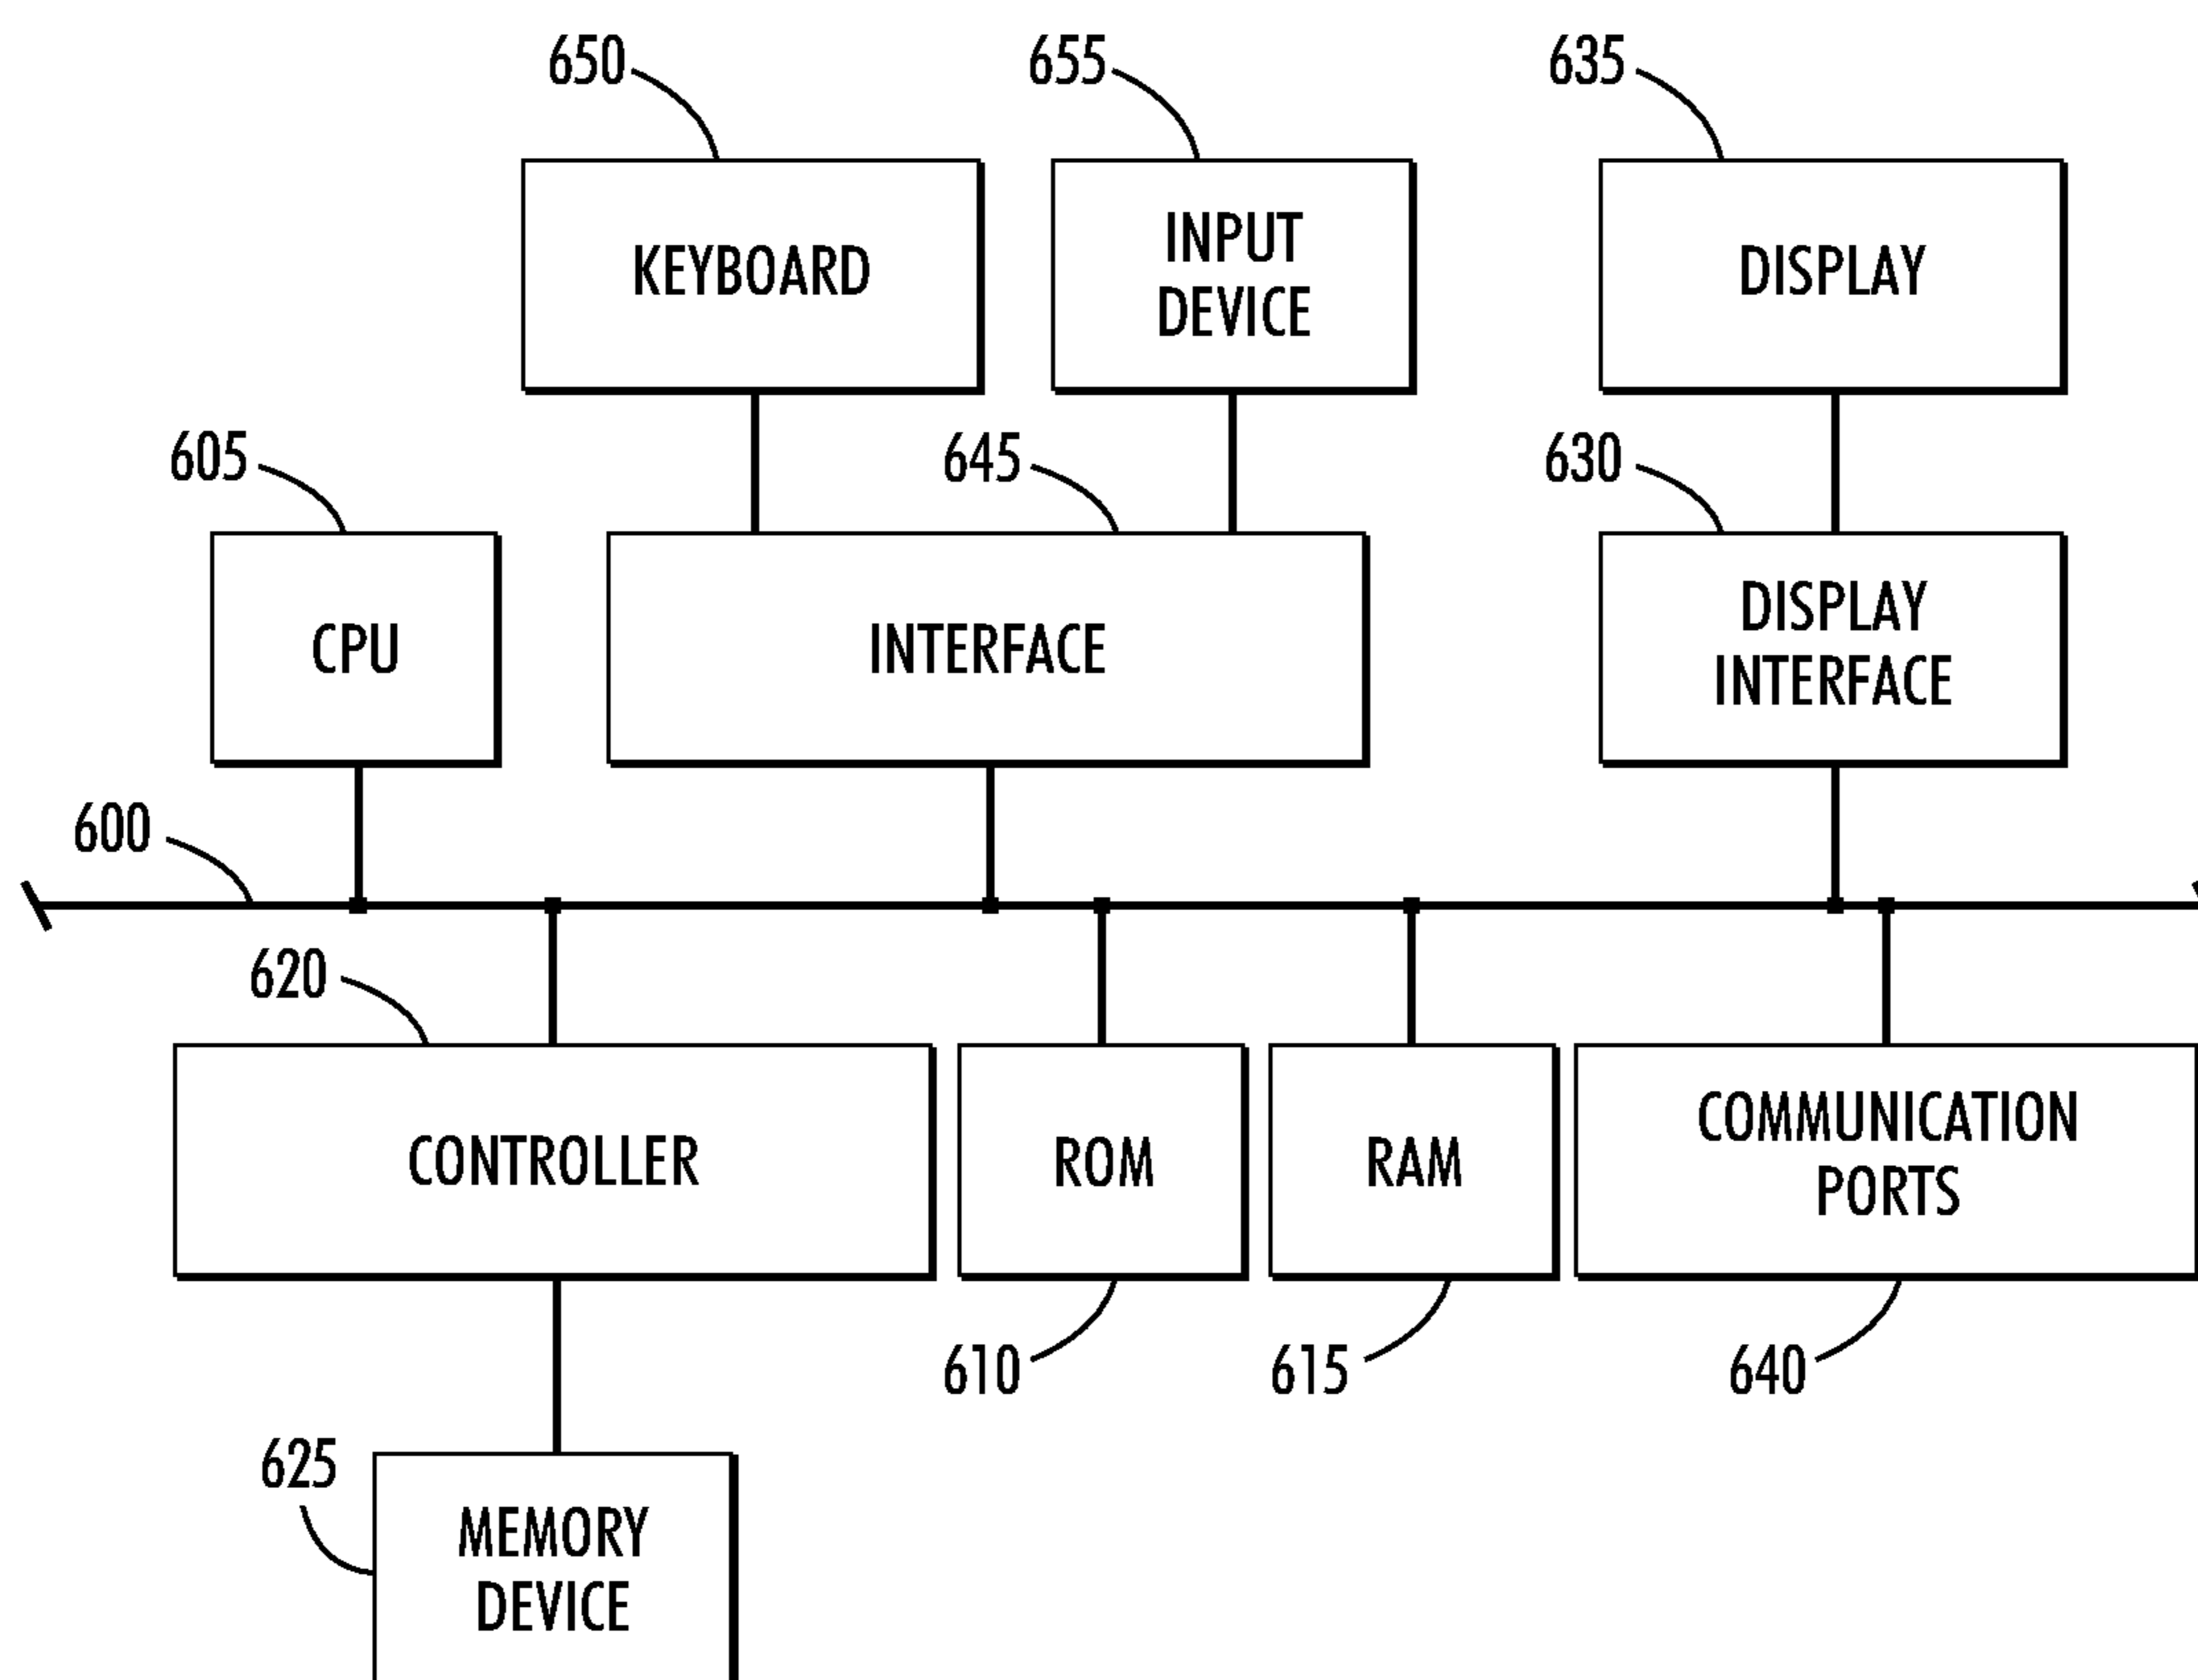 650
655
635
KEYBOARD
INPUT
DEVICE
DISPLAY
605
645
630
CPU
INTERFACE
DISPLAY
INTERFACE
600
620
CONTROLLER
ROM
RAM
COMMUNICATION
PORTS
610
615
640
625
MEMORY
DEVICE